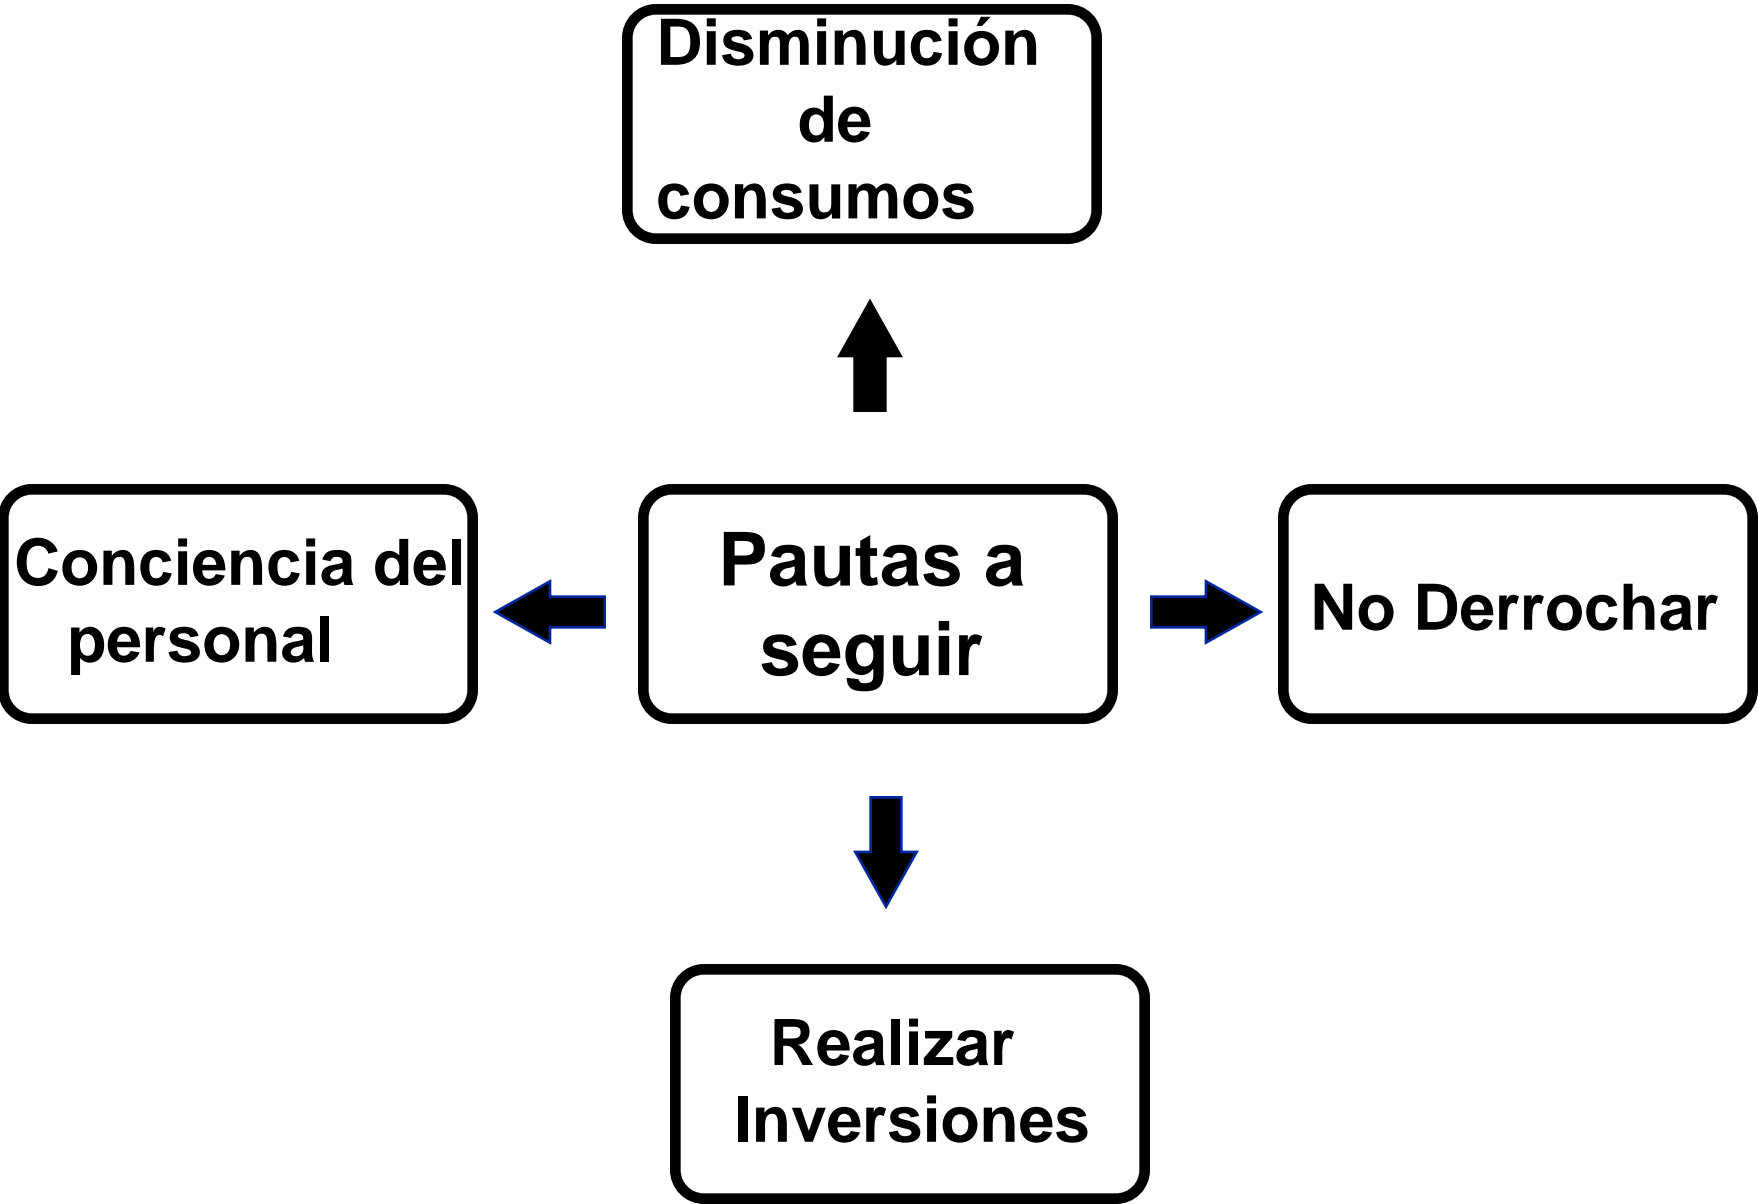 Disminución
de
consumos
Conciencia del
personal
Pautas a
seguir
No Derrochar
Realizar
Inversiones